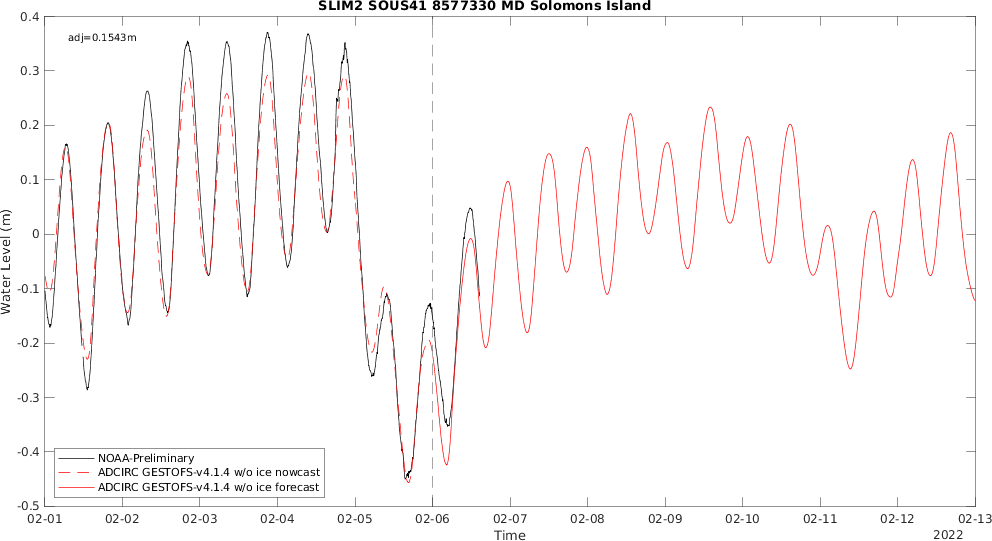 SLIM2 SOUS41 8577330 MD Solomons Island
adj=0.1543m
0.4
0.3
0.2
0.1
0
-0.1
-0.2
-0.3
-0.4
-0.5
Water Level (m)
NOAA-Preliminary
ADCIRC GESTOFS-v4.1.4 w/o ice nowcast
ADCIRC GESTOFS-v4.1.4 w/o ice forecast
02-01 02-02 02-03 02-04 02-05 02-06 02-07 02-08 02-09 02-10 02-11 02-12 02-13
Time
2022